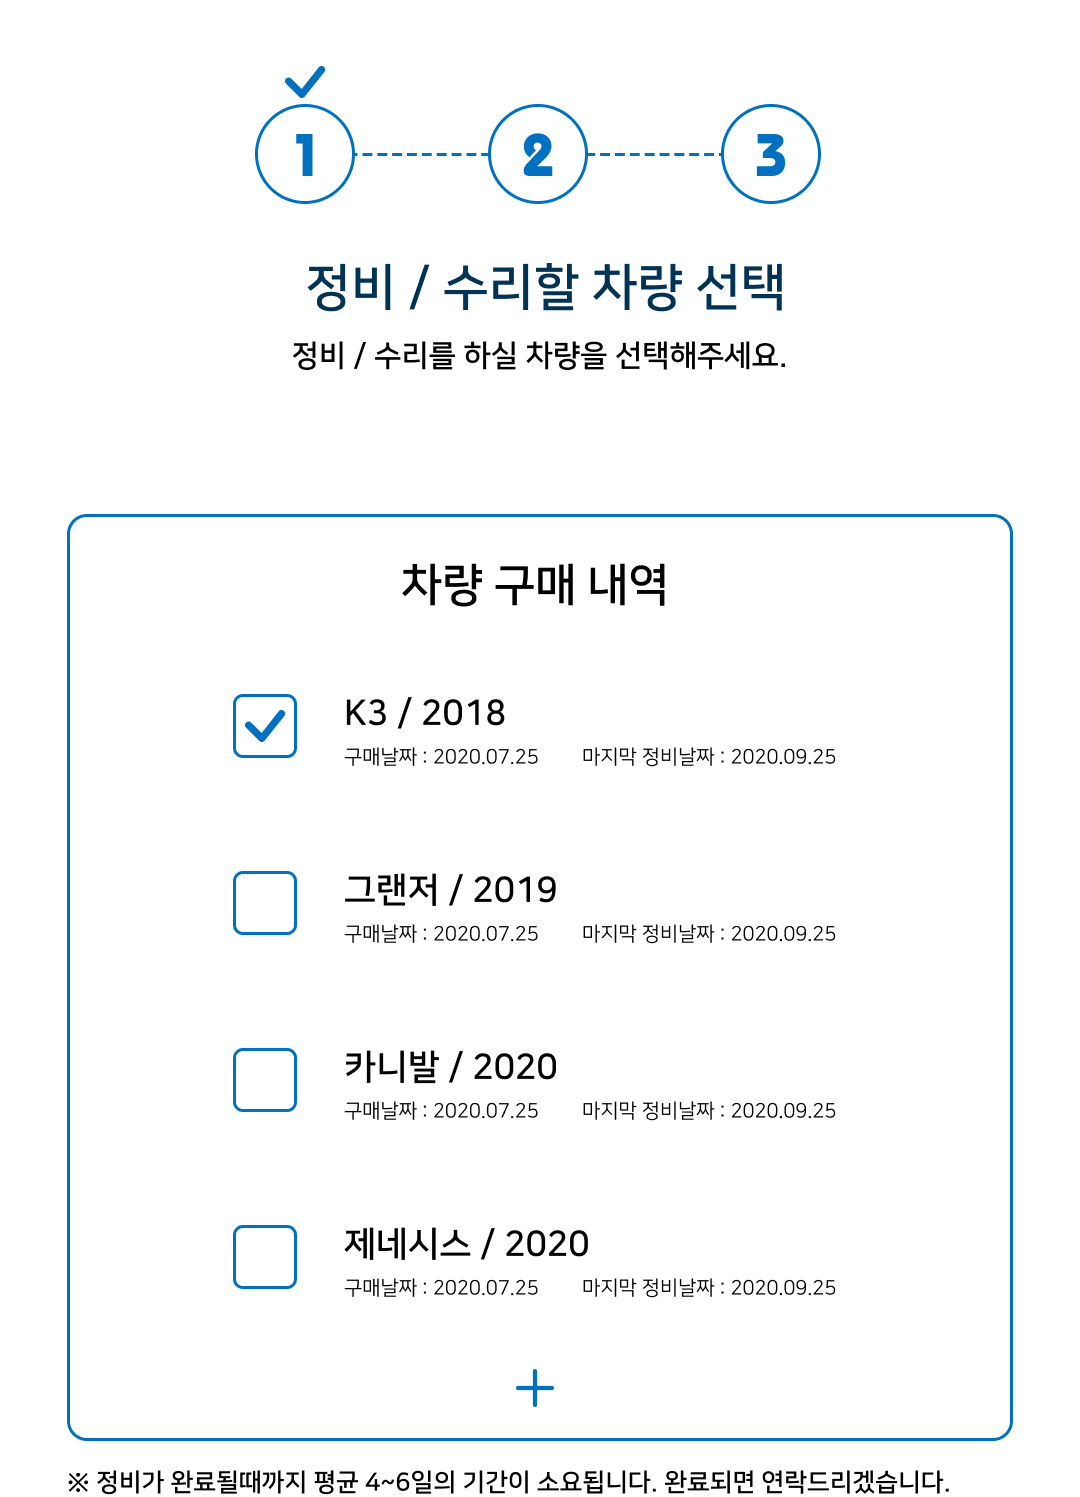 1 2 3
정비 / 수리할 차량 선택
정비 / 수리를 하실 차량을 선택해주세요.
차량 구매 내역
K3 / 2018
구매날짜 : 2020.07.25 마지막 정비날짜 : 2020.09.25
그랜저 / 2019
구매날짜 : 2020.07.25 마지막 정비날짜 : 2020.09.25
카니발 / 2020
구매날짜 : 2020.07.25 마지막 정비날짜 : 2020.09.25
제네시스 / 2020
구매날짜 : 2020.07.25 마지막 정비날짜 : 2020.09.25
※ 정비가 완료될때까지 평균 4~6일의 기간이 소요됩니다. 완료되면 연락드리겠습니다.